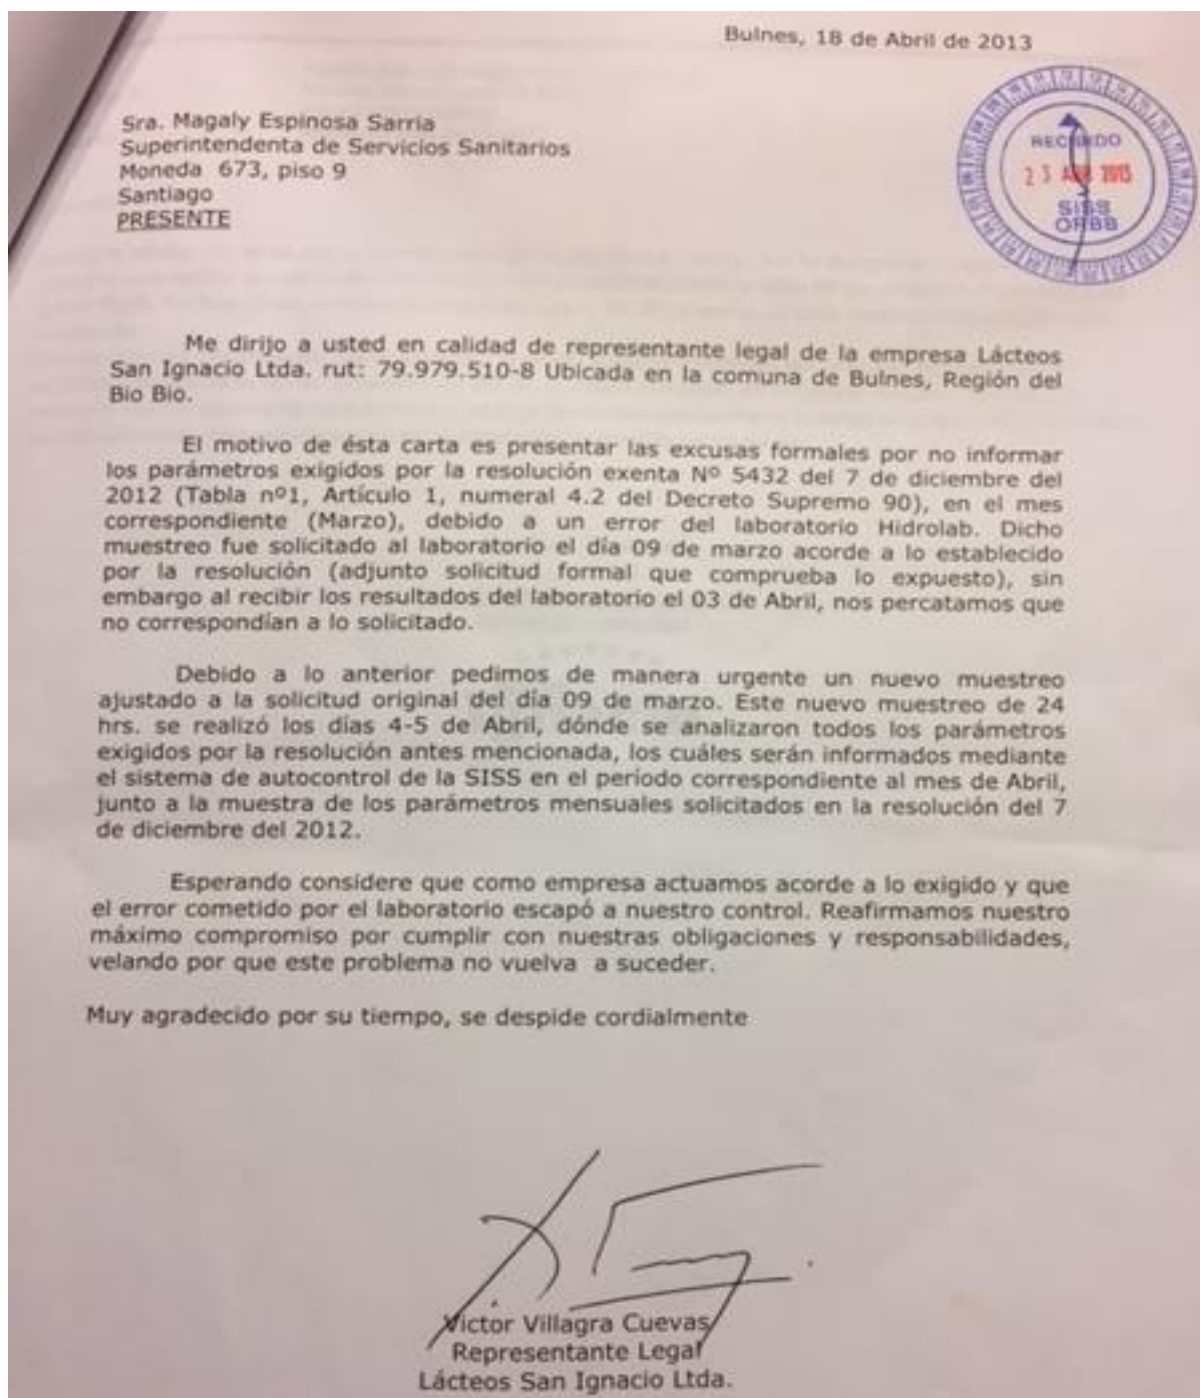 Bulnes, 18 de Abril de 2013
RECIBIDO
23 ABR 2013
SISS
ORBB
Sra. Magaly Espinosa Sarria
Superintendenta de Servicios Sanitarios
Moneda 673, piso 9
Santiago
PRESENTE
Me dirijo a usted en calidad de representante legal de la empresa Lácteos
San Ignacio Ltda. rut: 79.979.510-8 Ubicada en la comuna de Bulnes, Región del
Bio Bio.
El motivo de ésta carta es presentar las excusas formales por no informar
los parámetros exigidos por la resolución exenta Nº 5432 del 7 de diciembre del
2012 (Tabla nº1, Artículo 1, numeral 4.2 del Decreto Supremo 90), en el mes
correspondiente (Marzo), debido a un error del laboratorio Hidrolab. Dicho
muestreo fue solicitado al laboratorio el día 09 de marzo acorde a lo establecido
por la resolución (adjunto solicitud formal que comprueba lo expuesto), sin
embargo al recibir los resultados del laboratorio el 03 de Abril, nos percatamos que
no correspondían a lo solicitado.
Debido a lo anterior pedimos de manera urgente un nuevo muestreo
ajustado a la solicitud original del día 09 de marzo. Este nuevo muestreo de 24
hrs. se realizó los días 4-5 de Abril, dónde se analizaron todos los parámetros
exigidos por la resolución antes mencionada, los cuáles serán informados mediante
el sistema de autocontrol de la SISS en el periodo correspondiente al mes de Abril,
junto a la muestra de los parámetros mensuales solicitados en la resolución del 7
de diciembre del 2012.
Esperando considere que como empresa actuamos acorde a lo exigido y que
el error cometido por el laboratorio escapó a nuestro control. Reafirmamos nuestro
máximo compromiso por cumplir con nuestras obligaciones y responsabilidades,
velando por que este problema no vuelva a suceder.
Muy agradecido por su tiempo, se despide cordialmente
Victor Villagra Cuevas
Representante Legal
Lácteos San Ignacio Ltda.